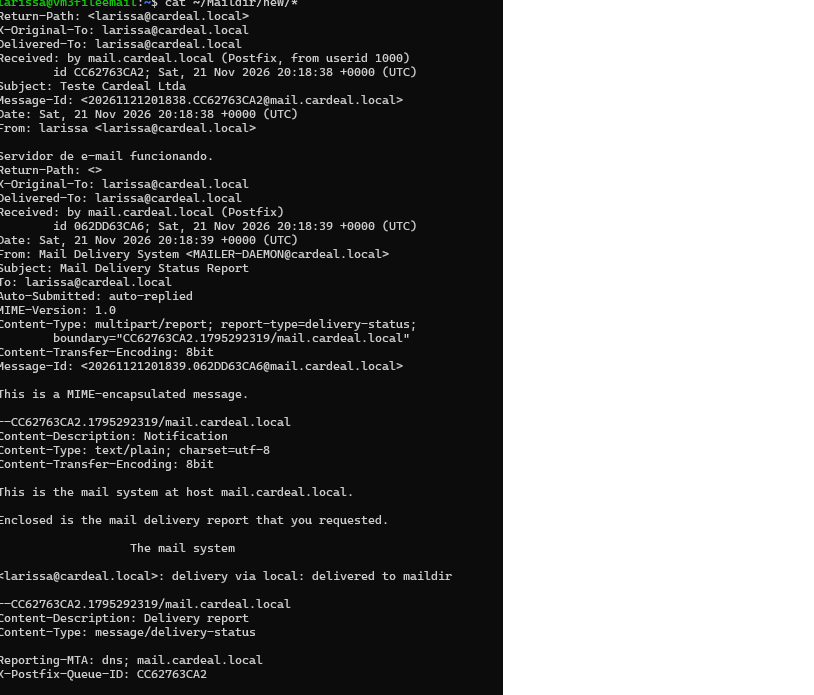 larissa@vm3fileemail:~$ cat ~/Maildir/new/*
Return-Path: <larissa@cardeal.local>
X-Original-To: larissa@cardeal.local
Delivered-To: larissa@cardeal.local
Received: by mail.cardeal.local (Postfix, from userid 1000)
        id CC62763CA2; Sat, 21 Nov 2026 20:18:38 +0000 (UTC)
Subject: Teste Cardeal Ltda
Message-Id: <20261121201838.CC62763CA2@mail.cardeal.local>
Date: Sat, 21 Nov 2026 20:18:38 +0000 (UTC)
From: larissa <larissa@cardeal.local>

Servidor de e-mail funcionando.
Return-Path: <>
X-Original-To: larissa@cardeal.local
Delivered-To: larissa@cardeal.local
Received: by mail.cardeal.local (Postfix)
        id 062DD63CA6; Sat, 21 Nov 2026 20:18:39 +0000 (UTC)
Date: Sat, 21 Nov 2026 20:18:39 +0000 (UTC)
From: Mail Delivery System <MAILER-DAEMON@cardeal.local>
Subject: Mail Delivery Status Report
To: larissa@cardeal.local
Auto-Submitted: auto-replied
MIME-Version: 1.0
Content-Type: multipart/report; report-type=delivery-status;
        boundary="CC62763CA2.1795292319/mail.cardeal.local"
Content-Transfer-Encoding: 8bit
Message-Id: <20261121201839.062DD63CA6@mail.cardeal.local>

This is a MIME-encapsulated message.

--CC62763CA2.1795292319/mail.cardeal.local
Content-Description: Notification
Content-Type: text/plain; charset=utf-8
Content-Transfer-Encoding: 8bit

This is the mail system at host mail.cardeal.local.

Enclosed is the mail delivery report that you requested.

                   The mail system

<larissa@cardeal.local>: delivery via local: delivered to maildir

--CC62763CA2.1795292319/mail.cardeal.local
Content-Description: Delivery report
Content-Type: message/delivery-status

Reporting-MTA: dns; mail.cardeal.local
X-Postfix-Queue-ID: CC62763CA2